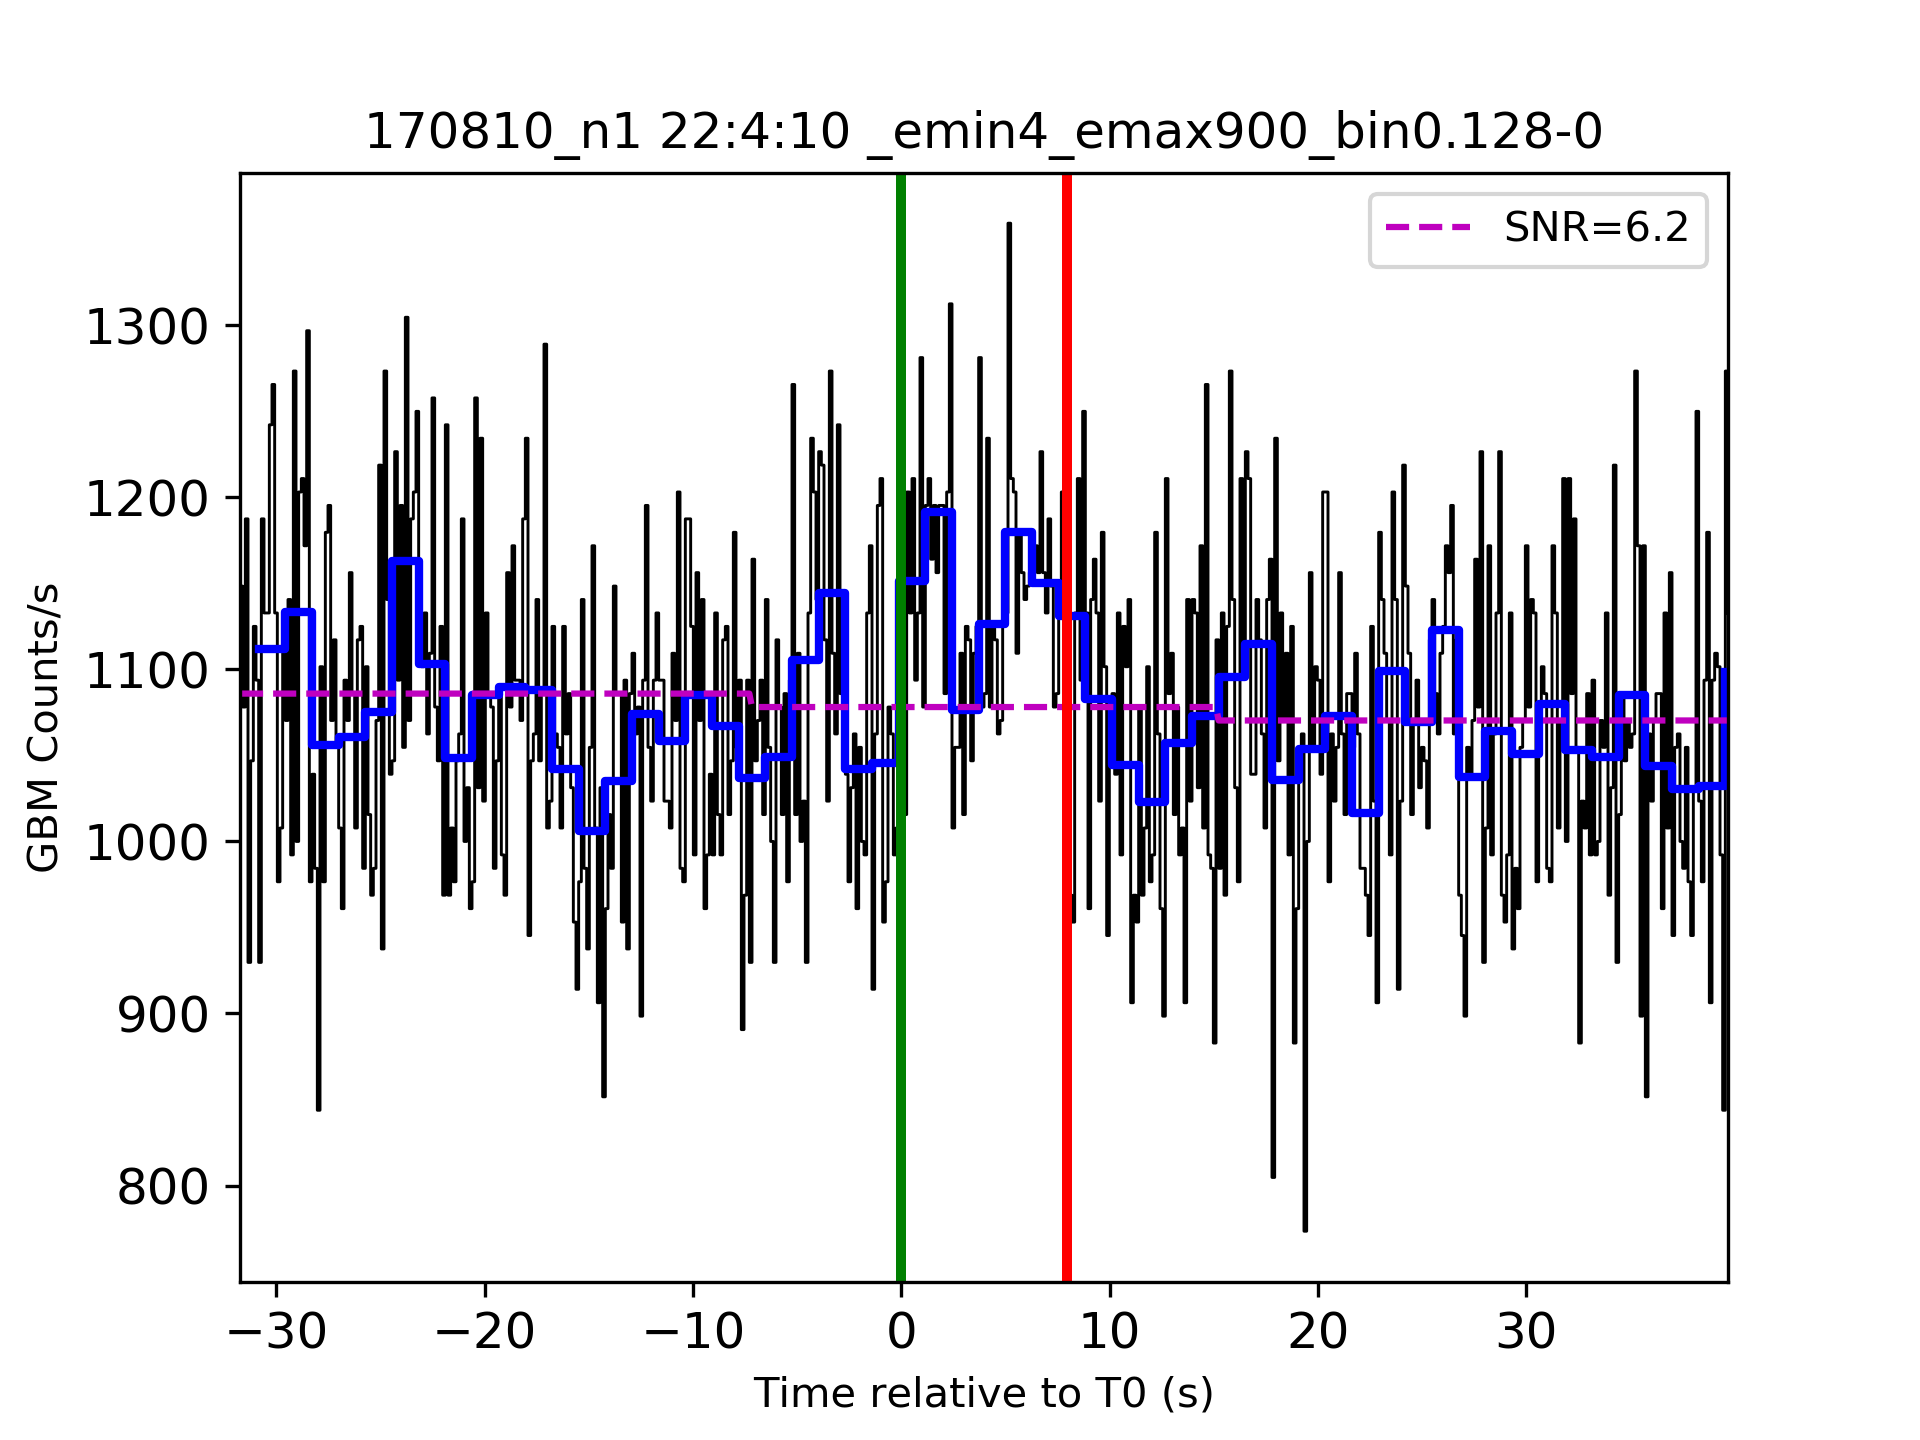 170810_n1 22:4:10 _emin4_emax900_bin0.128-0
SNR=6.2
GBM Counts/s
1300
1200
1100
1000
900
800
−30 −20 −10 0 10 20 30
Time relative to T0 (s)